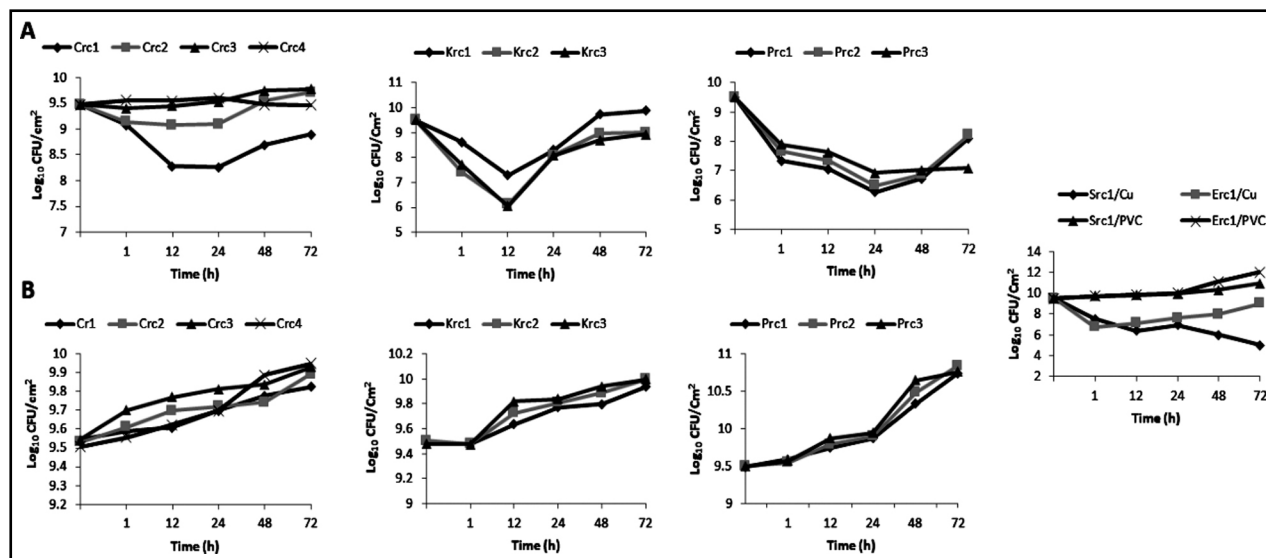 A
Crc1 Crc2 Crc3 Crc4
10
9.5
9
8.5
8
7.5
7
Log10 CFU/cm2
1 12 24 48 72
Time (h)
Krc1 Krc2 Krc3
11
10
9
8
7
6
5
Log10 CFU/Cm2
1 12 24 48 72
Time (h)
Prc1 Prc2 Prc3
10
9
8
7
6
5
Log10 CFU/Cm2
1 12 24 48 72
Time (h)
Src1/Cu Erc1/Cu
Src1/PVC Erc1/PVC
14
12
10
8
6
4
2
Log10 CFU/Cm2
1 12 24 48 72
Time (h)
B
Cr1 Crc2 Crc3 Crc4
10
9.9
9.8
9.7
9.6
9.5
9.4
9.3
9.2
Log10 CFU/cm2
1 12 24 48 72
Time (h)
Krc1 Krc2 Krc3
10.2
10
9.8
9.6
9.4
9.2
9
Log10 CFU/Cm2
1 12 24 48 72
Time (h)
Prc1 Prc2 Prc3
11
10.5
10
9.5
9
Log10 CFU/Cm2
1 12 24 48 72
Time (h)